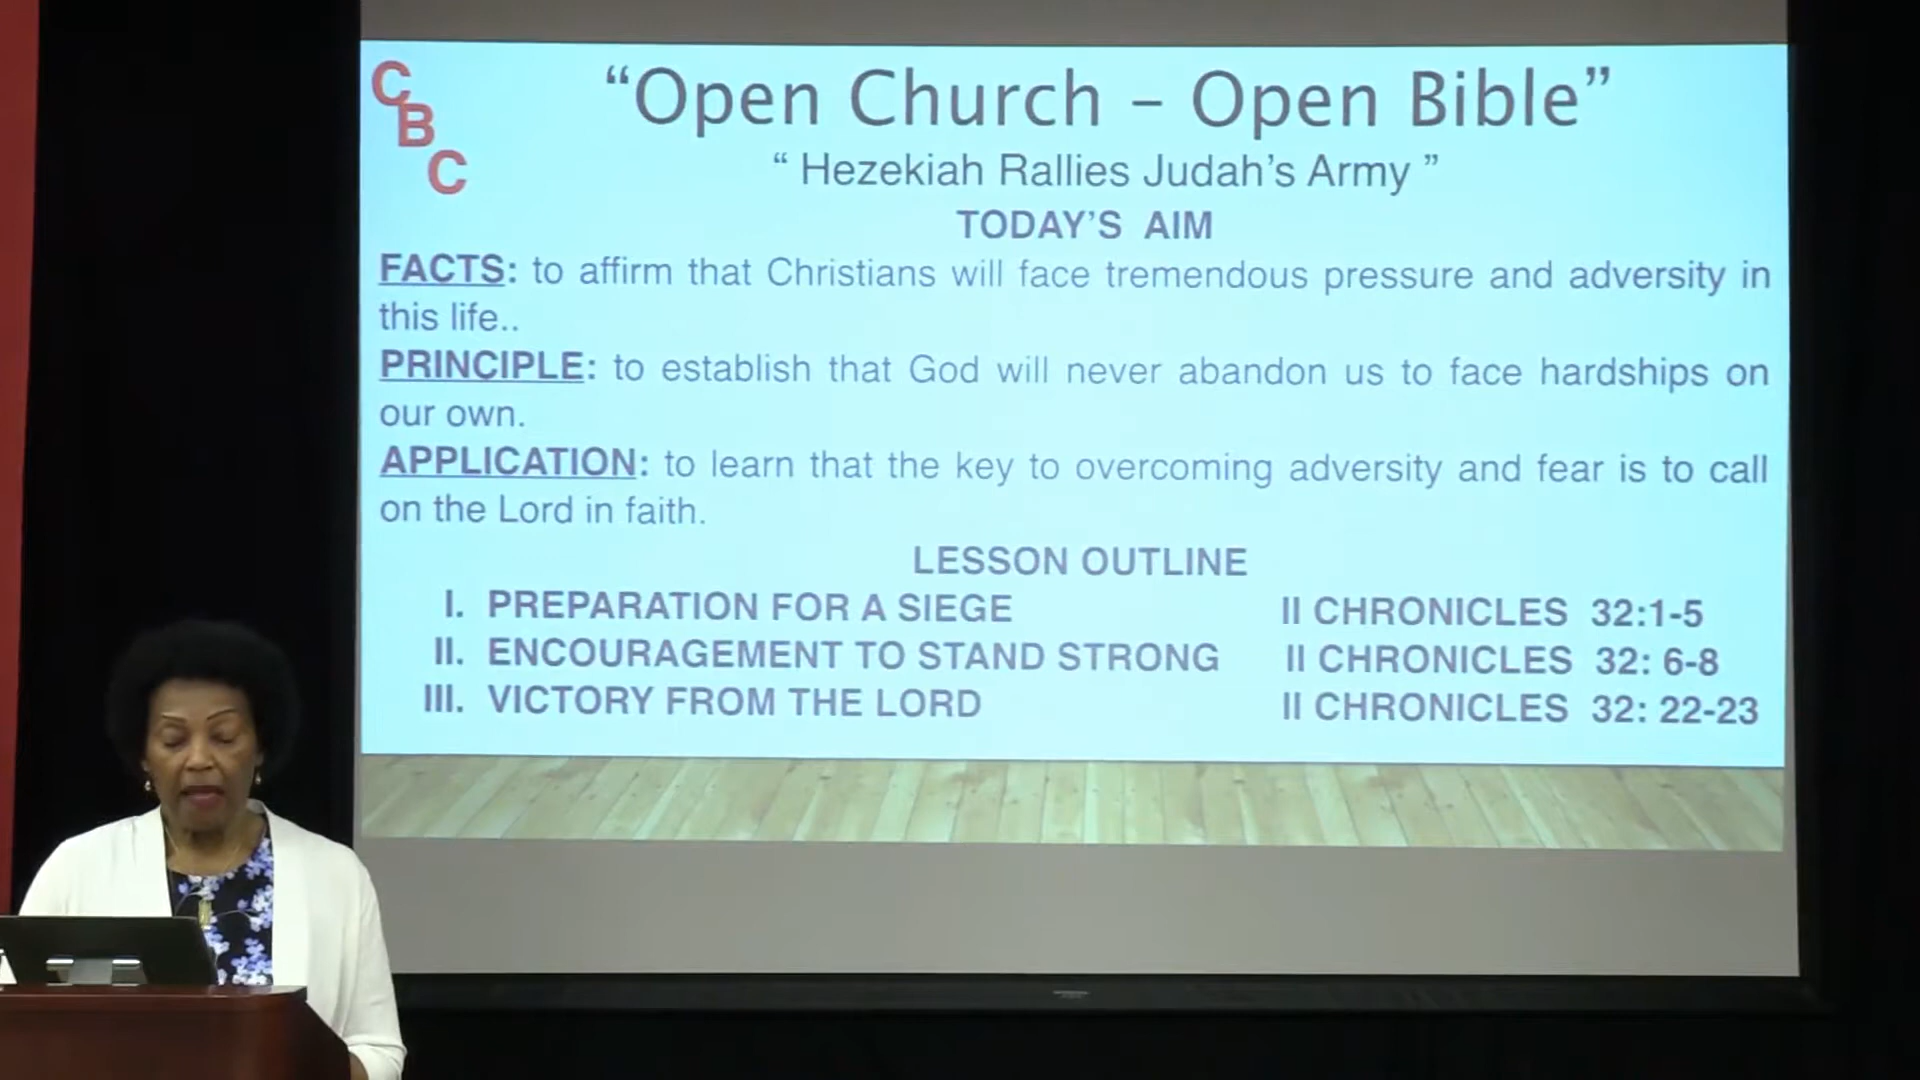 CBC
“Open Church – Open Bible”
“ Hezekiah Rallies Judah’s Army ”
TODAY’S AIM
FACTS: to affirm that Christians will face tremendous pressure and adversity in
this life..
PRINCIPLE: to establish that God will never abandon us to face hardships on
our own.
APPLICATION: to learn that the key to overcoming adversity and fear is to call
on the Lord in faith.
LESSON OUTLINE
I. PREPARATION FOR A SIEGE II CHRONICLES 32:1-5
II. ENCOURAGEMENT TO STAND STRONG II CHRONICLES 32: 6-8
III. VICTORY FROM THE LORD II CHRONICLES 32: 22-23